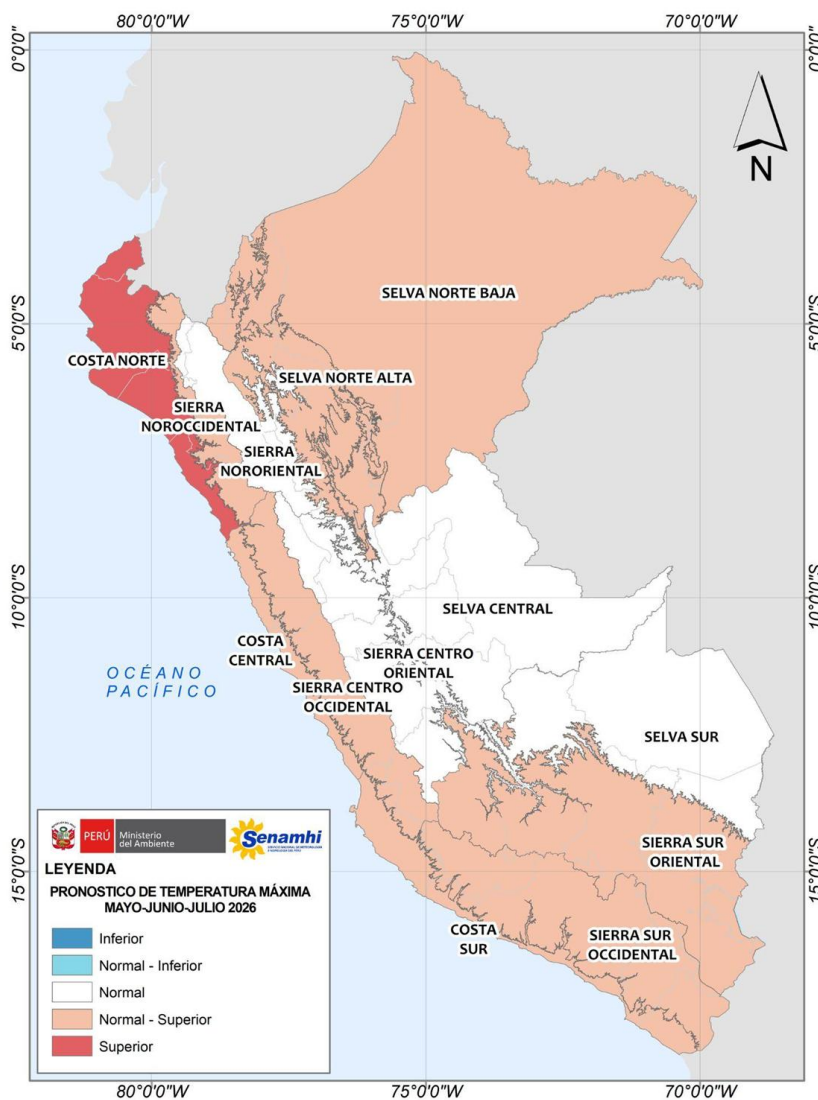 80°0'0"W 75°0'0"W 70°0'0"W
0°0'0" 0°0'0"
N
SELVA NORTE BAJA
5°0'0"S 5°0'0"S
COSTA NORTE
SELVA NORTE ALTA
SIERRA
NOROCCIDENTAL
SIERRA
NORORIENTAL
10°0'0"S 10°0'0"S
SELVA CENTRAL
COSTA
CENTRAL
SIERRA CENTRO
ORIENTAL
OCÉANO
PACÍFICO
SIERRA CENTRO
OCCIDENTAL
SELVA SUR
SIERRA SUR
ORIENTAL
15°0'0"S 15°0'0"S
COSTA
SUR
SIERRA SUR
OCCIDENTAL
PERÚ
Ministerio
del Ambiente
Senamhi
LEYENDA
PRONOSTICO DE TEMPERATURA MÁXIMA
MAYO-JUNIO-JULIO 2026
Inferior
Normal - Inferior
Normal
Normal - Superior
Superior
80°0'0"W 75°0'0"W 70°0'0"W